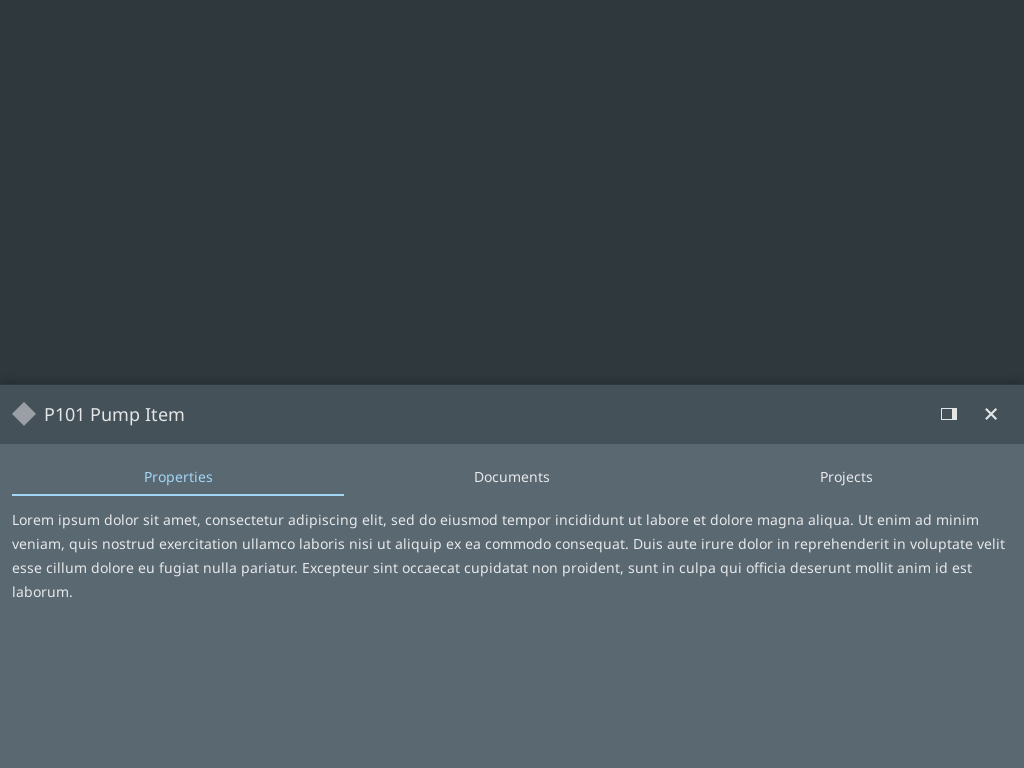 P101 Pump Item
Properties Documents Projects
Lorem ipsum dolor sit amet, consectetur adipiscing elit, sed do eiusmod tempor incididunt ut labore et dolore magna aliqua. Ut enim ad minim
veniam, quis nostrud exercitation ullamco laboris nisi ut aliquip ex ea commodo consequat. Duis aute irure dolor in reprehenderit in voluptate velit
esse cillum dolore eu fugiat nulla pariatur. Excepteur sint occaecat cupidatat non proident, sunt in culpa qui officia deserunt mollit anim id est
laborum.